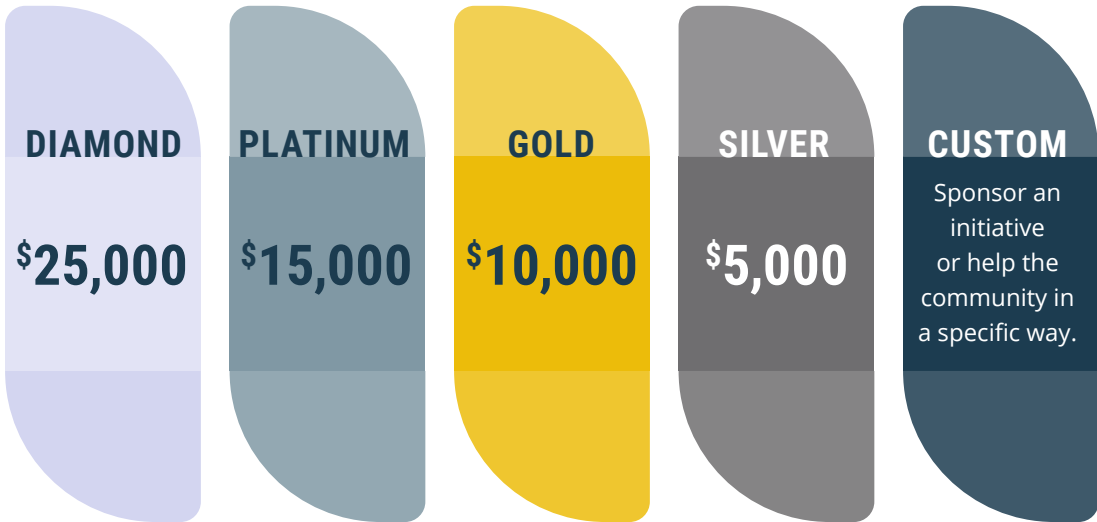 DIAMOND
$25,000
PLATINUM
$15,000
GOLD
$10,000
SILVER
$5,000
CUSTOM
Sponsor an
initiative
or help the
community in
a specific way.